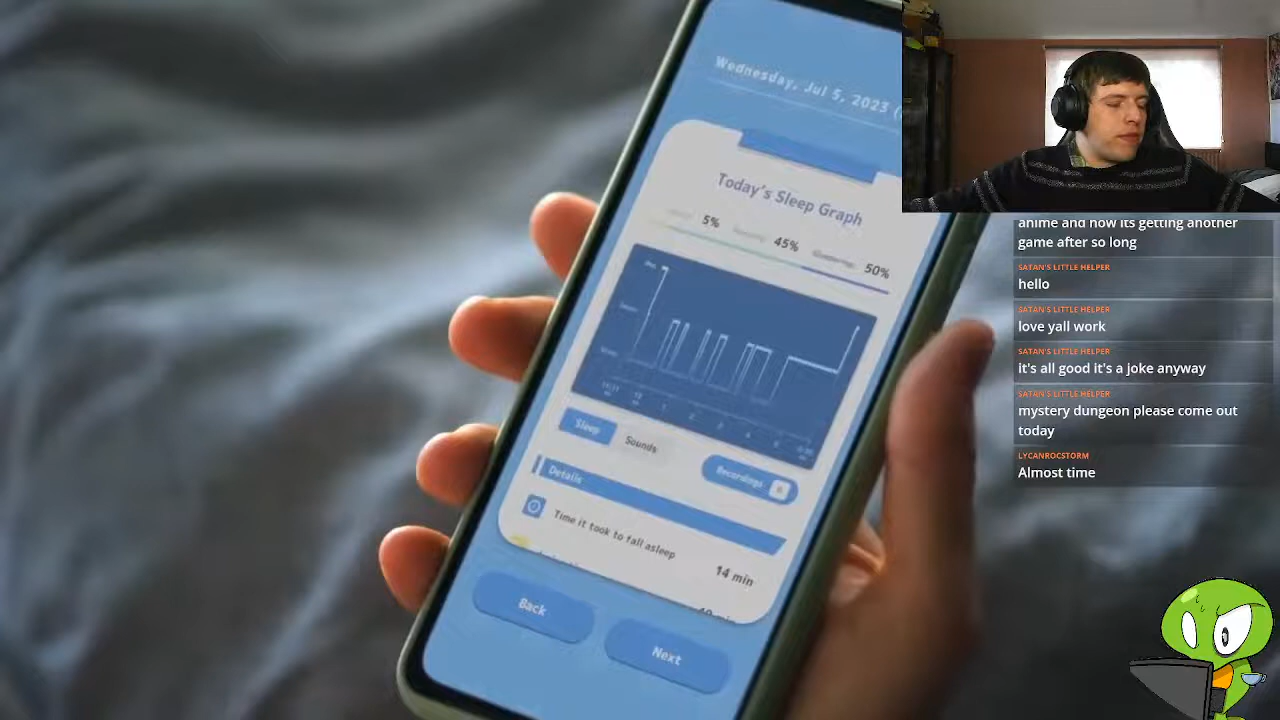 Wednesday, Jul 5, 2023 (
Today's Sleep Graph
5%
45%
50%
Sleep
Sounds
Recordings
Details
Time it took to fall asleep
14 min
Back
Next
anime and now its getting another
game after so long
SATAN'S LITTLE HELPER
hello
SATAN'S LITTLE HELPER
love yall work
SATAN'S LITTLE HELPER
it's all good it's a joke anyway
SATAN'S LITTLE HELPER
mystery dungeon please come out
today
LYCANROCSTORM
Almost time